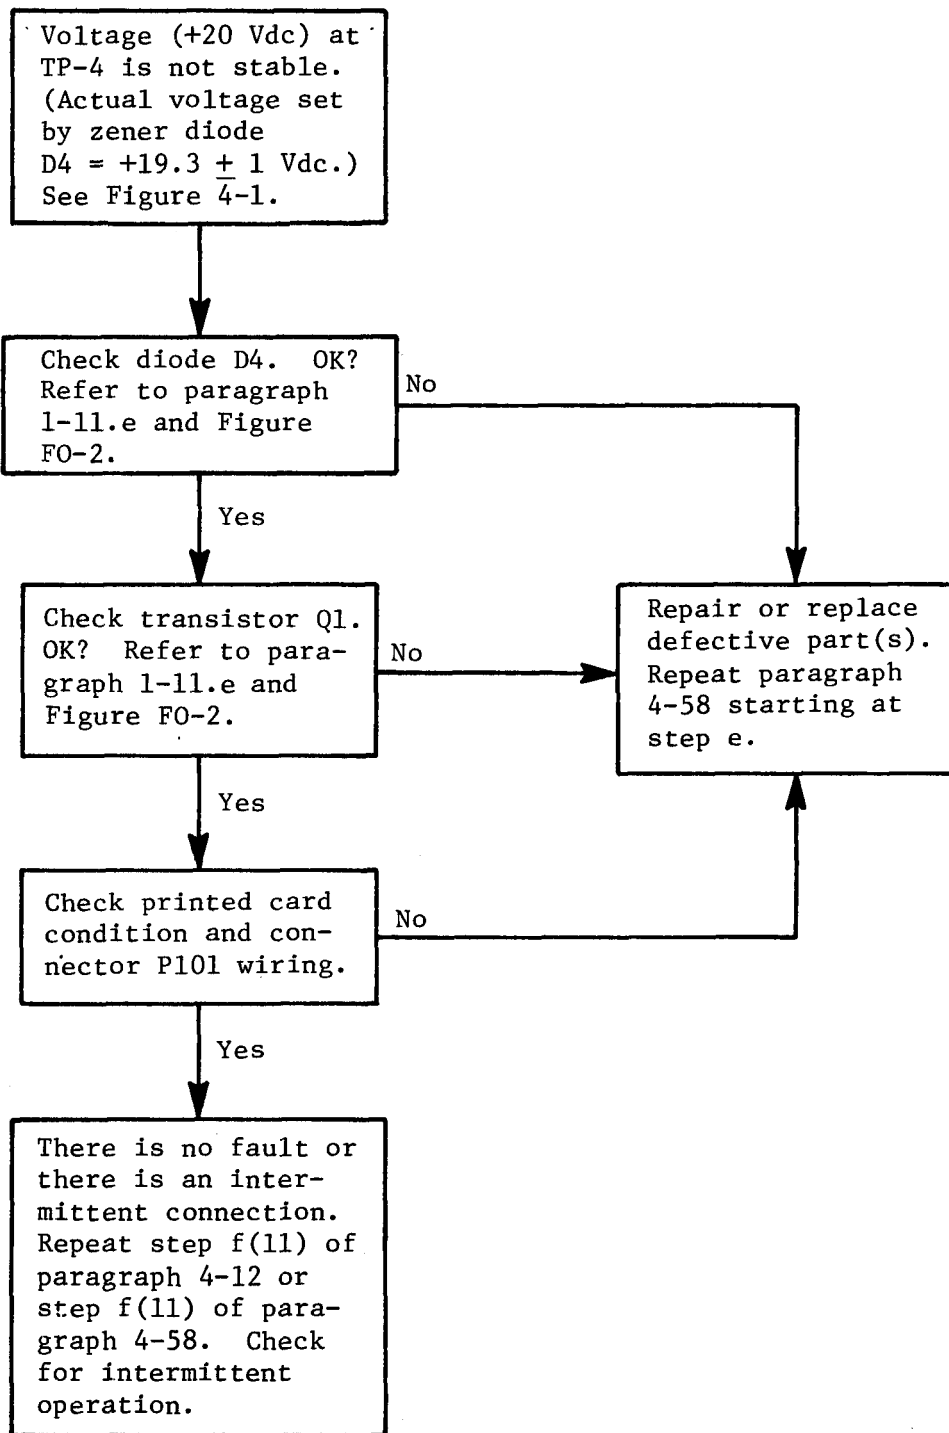 Voltage (+20 Vdc) at
TP-4 is not stable.
(Actual voltage set
by zener diode
D4 = +19.3 ± 1 Vdc.)
See Figure 4-1.
Check diode D4. OK?
Refer to paragraph
1-11.e and Figure
FO-2.
No
Yes
Check transistor Q1.
OK? Refer to para-
graph 1-11.e and
Figure FO-2.
No
Repair or replace
defective part(s).
Repeat paragraph
4-58 starting at
step e.
Yes
Check printed card
condition and con-
nector P101 wiring.
No
Yes
There is no fault or
there is an inter-
mittent connection.
Repeat step f(11) of
paragraph 4-12 or
step f(11) of para-
graph 4-58. Check
for intermittent
operation.